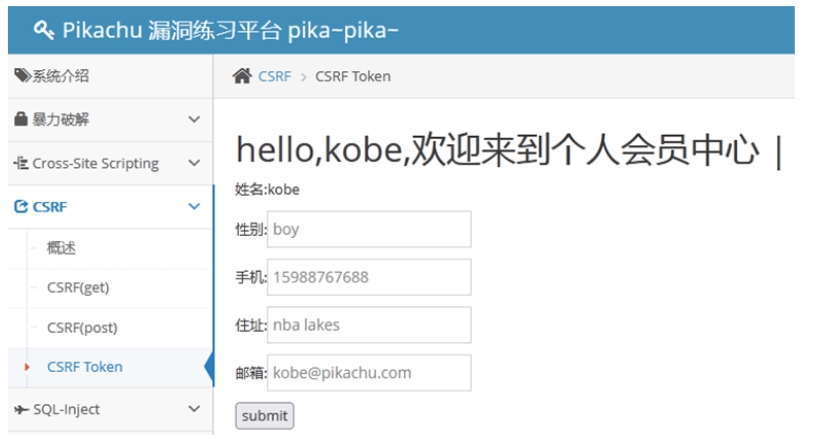 Pikachu 漏洞练习平台 pika~pika~
系统介绍
暴力破解
Cross-Site Scripting
CSRF
概述
CSRF(get)
CSRF(post)
CSRF Token
SQL-Inject
CSRF > CSRF Token
hello,kobe,欢迎来到个人会员中心 |
姓名:kobe
性别: boy
手机: 15988767688
住址: nba lakes
邮箱: kobe@pikachu.com
submit